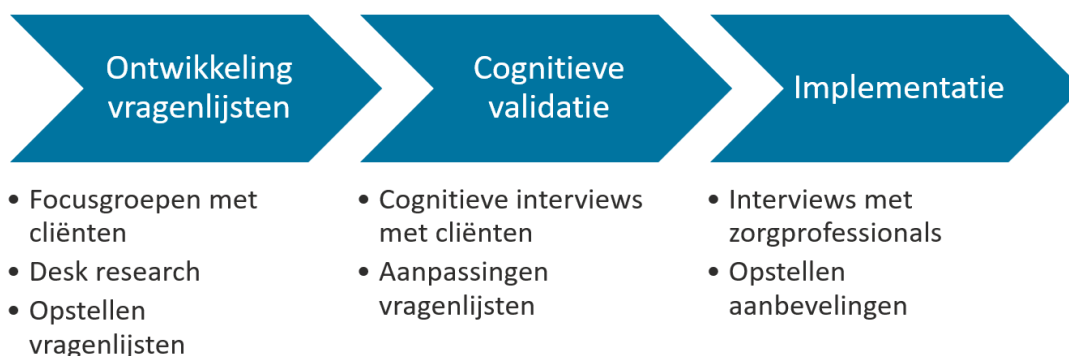 Ontwikkeling
vragenlijsten
• Focusgroepen met
cliënten
• Desk research
• Opstellen
vragenlijsten
Cognitieve
validatie
• Cognitieve interviews
met cliënten
• Aanpassingen
vragenlijsten
Implementatie
• Interviews met
zorgprofessionals
• Opstellen
aanbevelingen